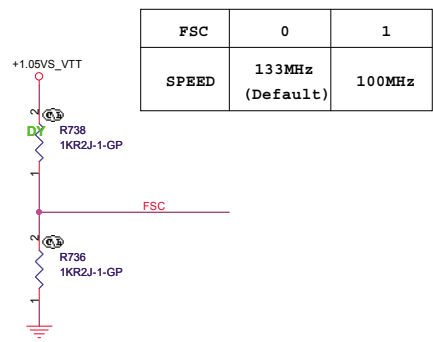 FSC 0 1
SPEED 133MHz (Default) 100MHz
+1.05VS_VTT
2
DY
R738
1KR2J-1-GP
1
FSC
2
R736
1KR2J-1-GP
1